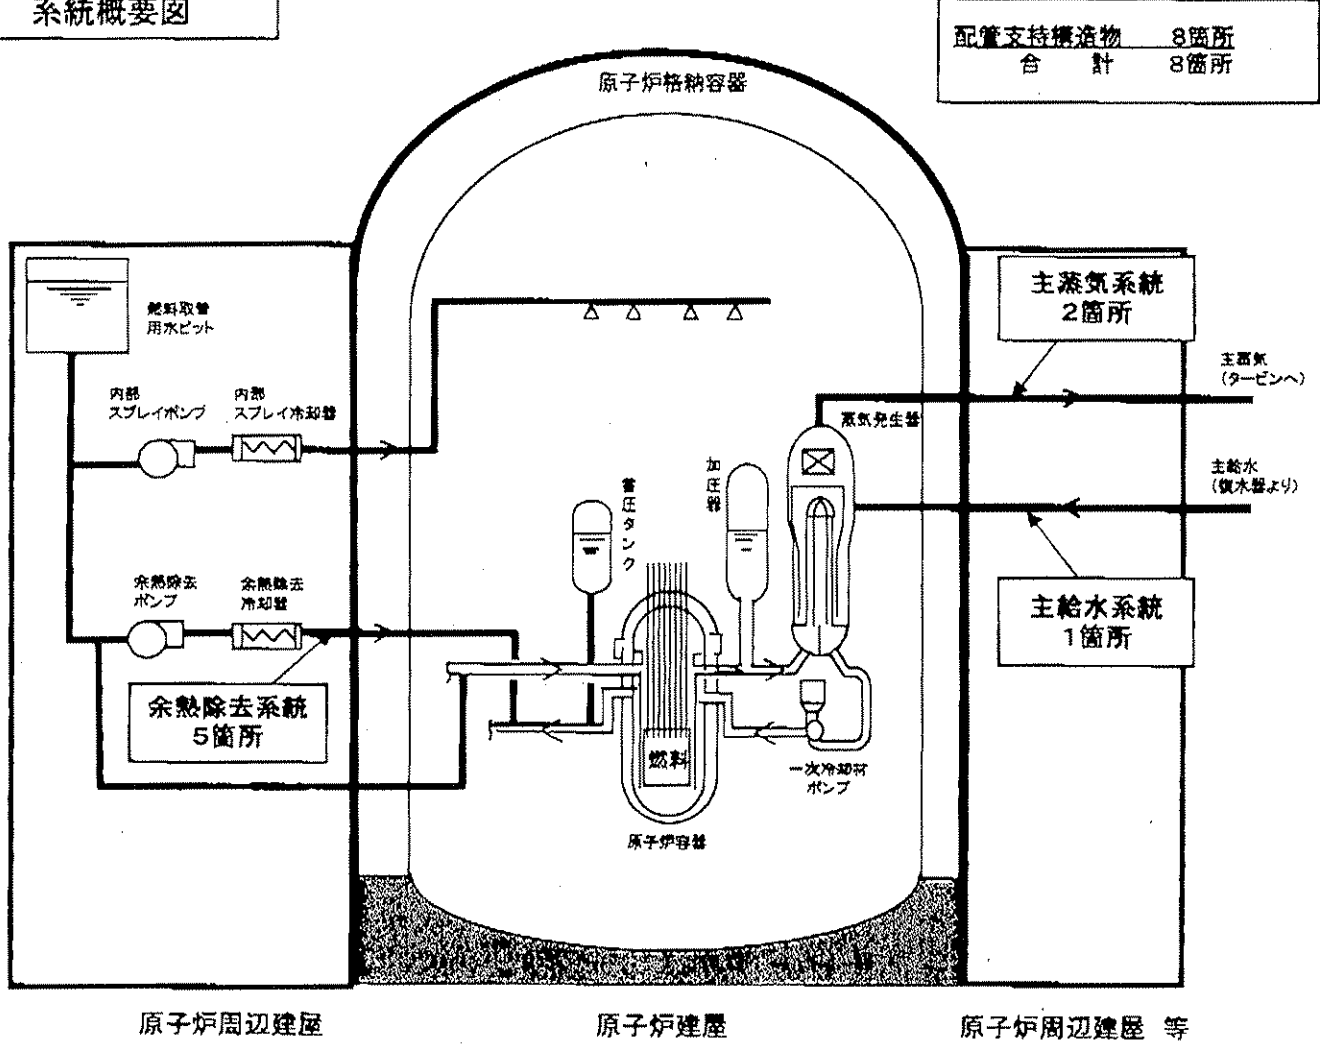 系統概要図
配管支持構造物 8箇所
合 計 8箇所
原子炉格納容器
燃料取替
用水ピット
主蒸気系統
2箇所
主蒸気
(タービンへ)
内部
スプレイポンプ
内部
スプレイ冷却器
蒸気発生器
加圧器
蓄圧タンク
主給水
(復水器より)
余熱除去
ポンプ
余熱除去
冷却器
主給水系統
1箇所
余熱除去系統
5箇所
燃料
一次冷却材
ポンプ
原子炉容器
原子炉周辺建屋
原子炉建屋
原子炉周辺建屋 等